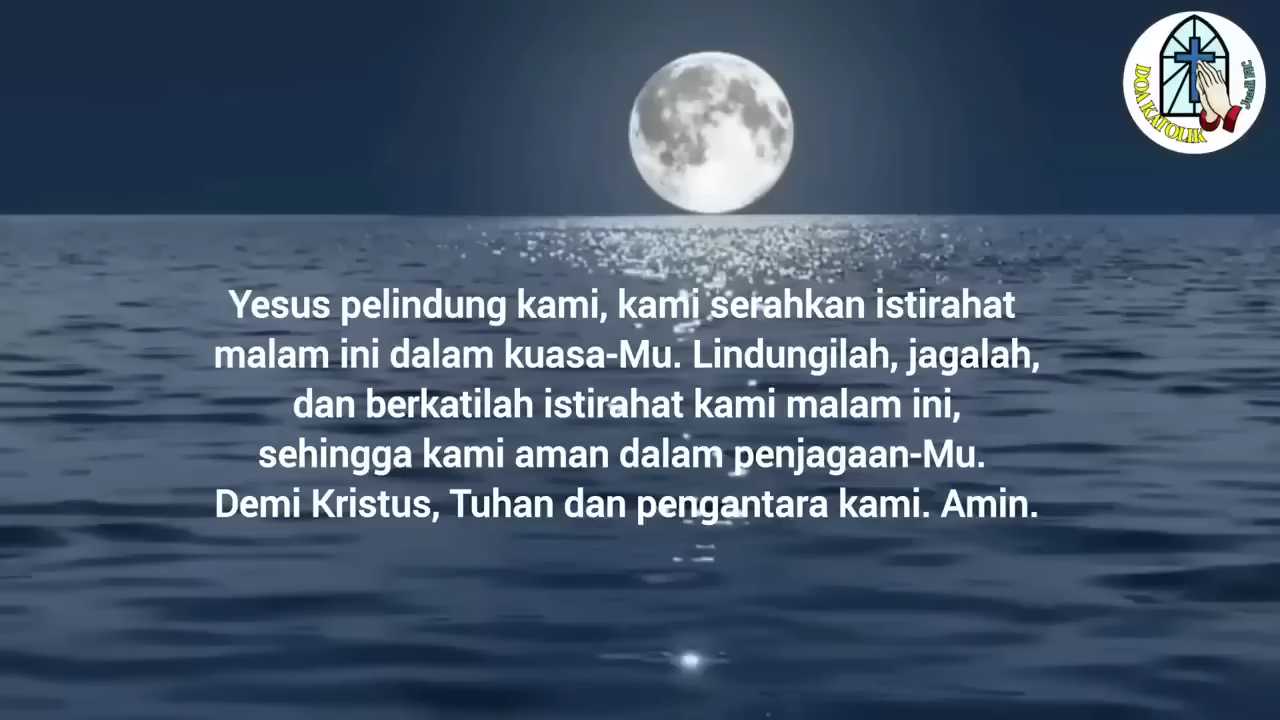 Yesus pelindung kami, kami serahkan istirahat
malam ini dalam kuasa-Mu. Lindungilah, jagalah,
dan berkatilah istirahat kami malam ini,
sehingga kami aman dalam penjagaan-Mu.
Demi Kristus, Tuhan dan pengantara kami. Amin.
DOA KATOLIK